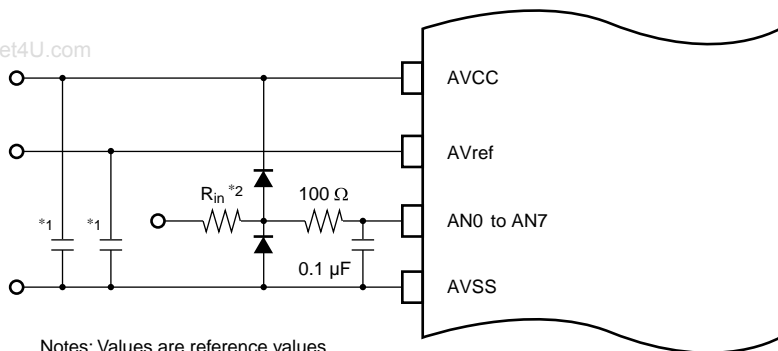 et4U.com
AVCC
AVref
R_in *2 100 Ω
*1 *1 AN0 to AN7
0.1 µF
AVSS
Notes: Values are reference values